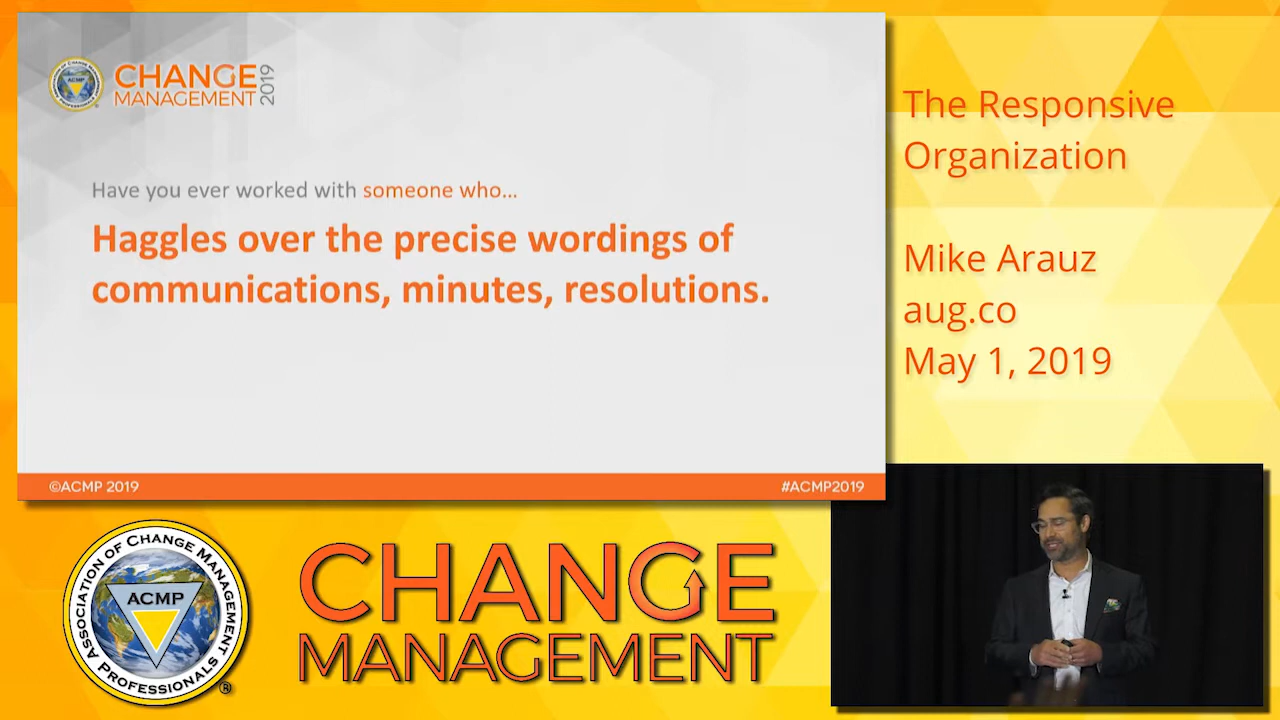 CHANGE
MANAGEMENT 2019
ACMP
Have you ever worked with someone who...
Haggles over the precise wordings of
communications, minutes, resolutions.
©ACMP 2019
#ACMP2019
The Responsive
Organization
Mike Arauz
aug.co
May 1, 2019
ASSOCIATION OF CHANGE MANAGEMENT PROFESSIONALS
ACMP
®
CHANGE
MANAGEMENT